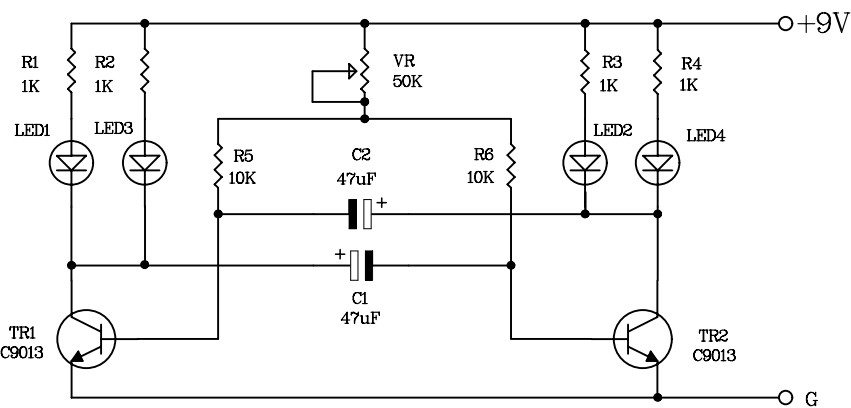 +9V
R1
1K
R2
1K
VR
50K
R3
1K
R4
1K
LED1
LED3
LED2
LED4
R5
10K
C2
47uF
+
R6
10K
+
C1
47uF
TR1
C9013
TR2
C9013
G